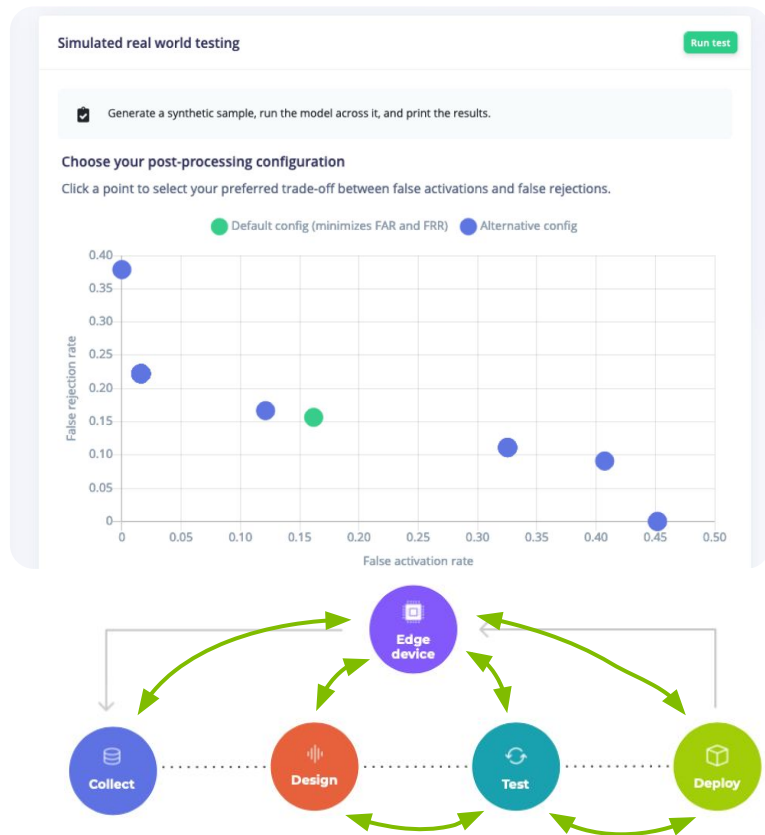 Simulated real world testing
Run test
Generate a synthetic sample, run the model across it, and print the results.
Choose your post-processing configuration
Click a point to select your preferred trade-off between false activations and false rejections.
Default config (minimizes FAR and FRR)
Alternative config
0.40
0.35
0.30
0.25
0.20
0.15
0.10
0.05
0
False rejection rate
0
0.05
0.10
0.15
0.20
0.25
0.30
0.35
0.40
0.45
0.50
False activation rate
Edge
device
Collect
Design
Test
Deploy